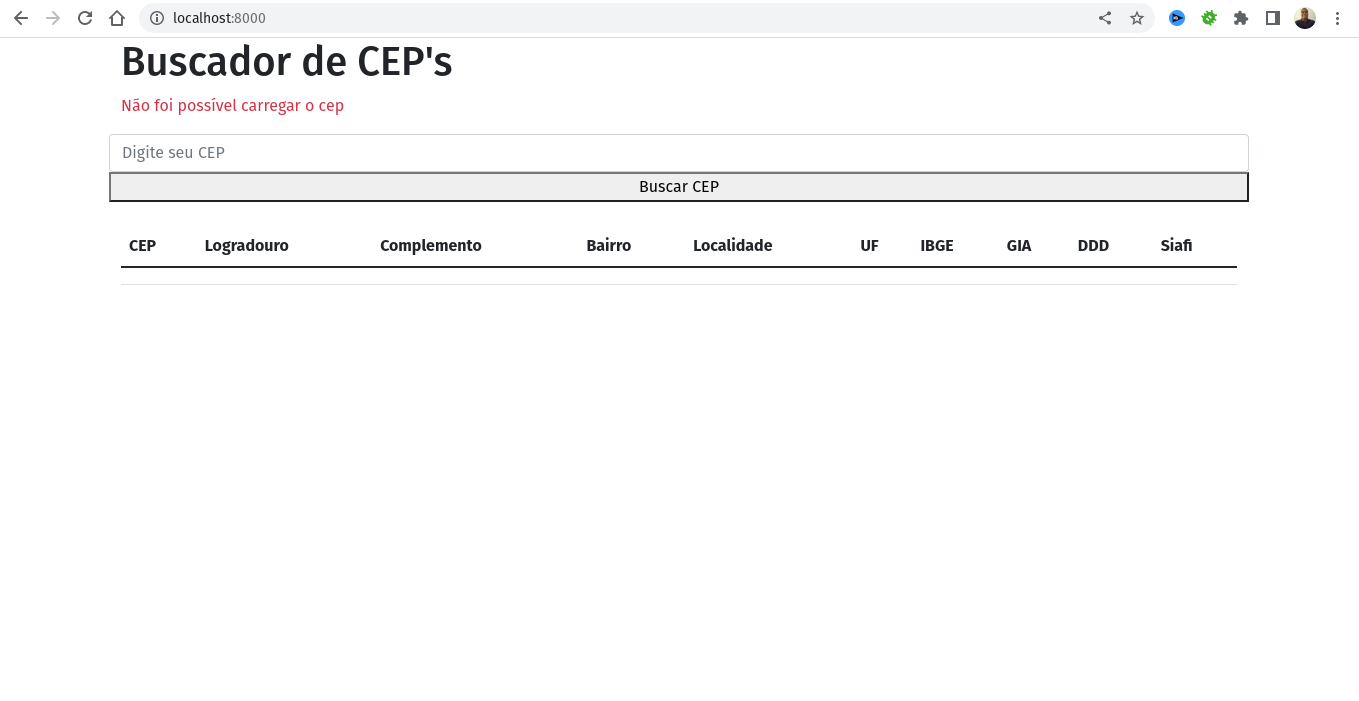 localhost:8000
Buscador de CEP's
Não foi possível carregar o cep
Digite seu CEP
Buscar CEP
CEP Logradouro Complemento Bairro Localidade UF IBGE GIA DDD Siafi